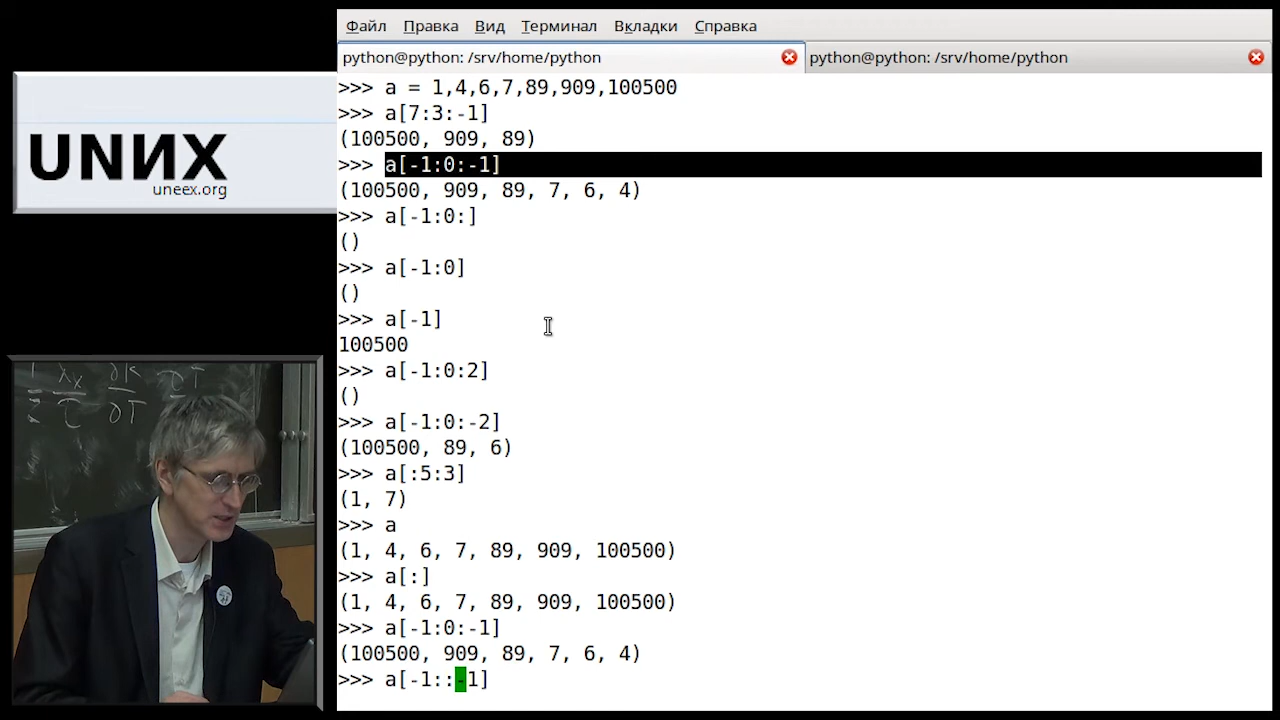 Файл Правка Вид Терминал Вкладки Справка
python@python: /srv/home/python python@python: /srv/home/python
UNИX
uneex.org
>>> a = 1,4,6,7,89,909,100500
>>> a[7:3:-1]
(100500, 909, 89)
>>> a[-1:0:-1]
(100500, 909, 89, 7, 6, 4)
>>> a[-1:0:]
()
>>> a[-1:0]
()
>>> a[-1]
100500
>>> a[-1:0:2]
()
>>> a[-1:0:-2]
(100500, 89, 6)
>>> a[:5:3]
(1, 7)
>>> a
(1, 4, 6, 7, 89, 909, 100500)
>>> a[:]
(1, 4, 6, 7, 89, 909, 100500)
>>> a[-1:0:-1]
(100500, 909, 89, 7, 6, 4)
>>> a[-1::-1]